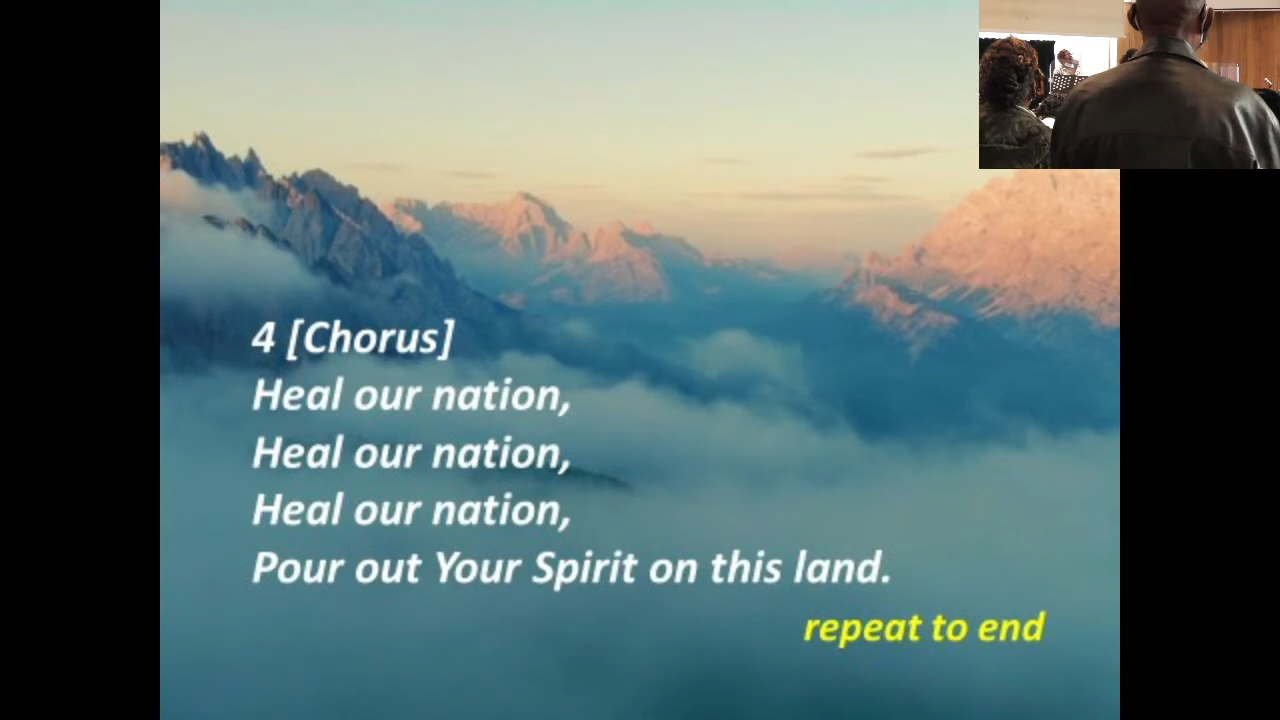 4 [Chorus]
Heal our nation,
Heal our nation,
Heal our nation,
Pour out Your Spirit on this land.
repeat to end